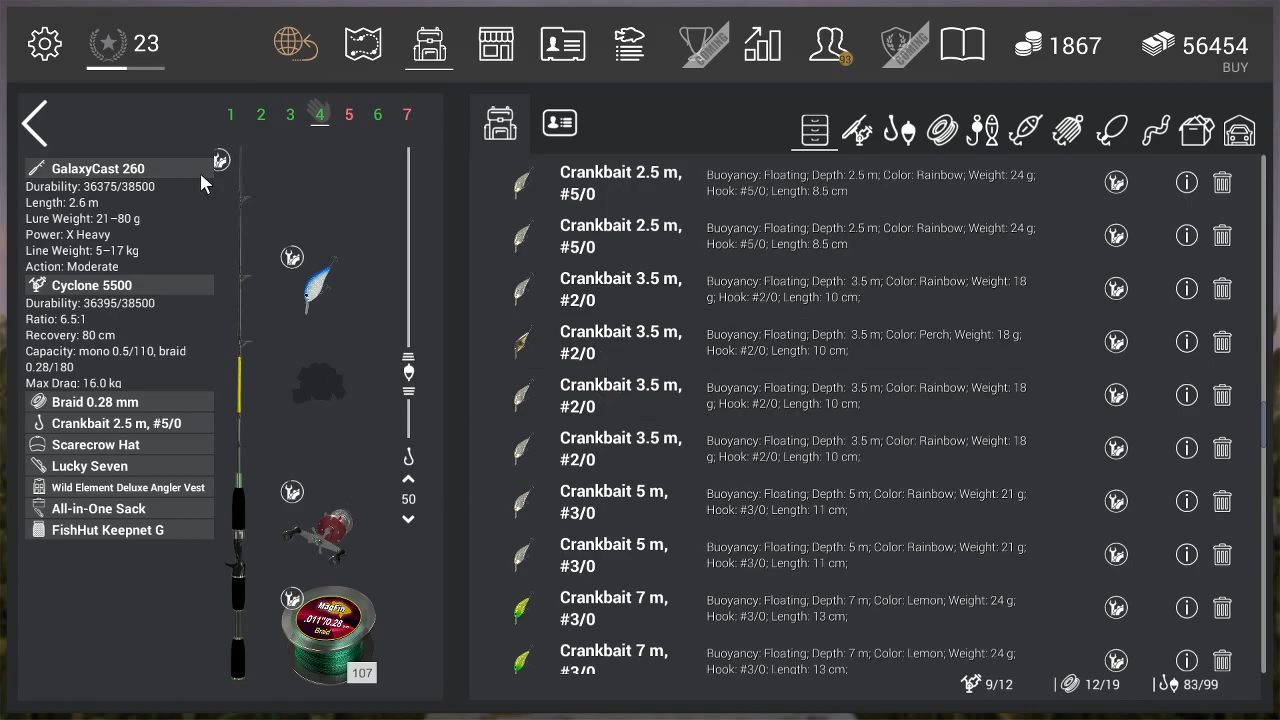 23
93
1867
56454
BUY
1 2 3 4 5 6 7
GalaxyCast 260
Durability: 36375/38500
Length: 2.6 m
Lure Weight: 21–80 g
Power: X Heavy
Line Weight: 5–17 kg
Action: Moderate
Cyclone 5500
Durability: 36395/38500
Ratio: 6.5:1
Recovery: 80 cm
Capacity: mono 0.5/110, braid
0.28/180
Max Drag: 16.0 kg
Braid 0.28 mm
Crankbait 2.5 m, #5/0
Scarecrow Hat
Lucky Seven
Wild Element Deluxe Angler Vest
All-in-One Sack
FishHut Keepnet G
50
MagFin
.011"/0.28
Braid
107
Crankbait 2.5 m,
#5/0
Buoyancy: Floating; Depth: 2.5 m; Color: Rainbow; Weight: 24 g;
Hook: #5/0; Length: 8.5 cm
Crankbait 2.5 m,
#5/0
Buoyancy: Floating; Depth: 2.5 m; Color: Rainbow; Weight: 24 g;
Hook: #5/0; Length: 8.5 cm
Crankbait 3.5 m,
#2/0
Buoyancy: Floating; Depth: 3.5 m; Color: Rainbow; Weight: 18
g; Hook: #2/0; Length: 10 cm;
Crankbait 3.5 m,
#2/0
Buoyancy: Floating; Depth: 3.5 m; Color: Perch; Weight: 18 g;
Hook: #2/0; Length: 10 cm;
Crankbait 3.5 m,
#2/0
Buoyancy: Floating; Depth: 3.5 m; Color: Rainbow; Weight: 18
g; Hook: #2/0; Length: 10 cm;
Crankbait 3.5 m,
#2/0
Buoyancy: Floating; Depth: 3.5 m; Color: Rainbow; Weight: 18
g; Hook: #2/0; Length: 10 cm;
Crankbait 5 m,
#3/0
Buoyancy: Floating; Depth: 5 m; Color: Rainbow; Weight: 21 g;
Hook: #3/0; Length: 11 cm;
Crankbait 5 m,
#3/0
Buoyancy: Floating; Depth: 5 m; Color: Rainbow; Weight: 21 g;
Hook: #3/0; Length: 11 cm;
Crankbait 7 m,
#3/0
Buoyancy: Floating; Depth: 7 m; Color: Lemon; Weight: 24 g;
Hook: #3/0; Length: 13 cm;
Crankbait 7 m,
#3/0
Buoyancy: Floating; Depth: 7 m; Color: Lemon; Weight: 24 g;
Hook: #3/0; Length: 13 cm;
9/12 | 12/19 | 83/99